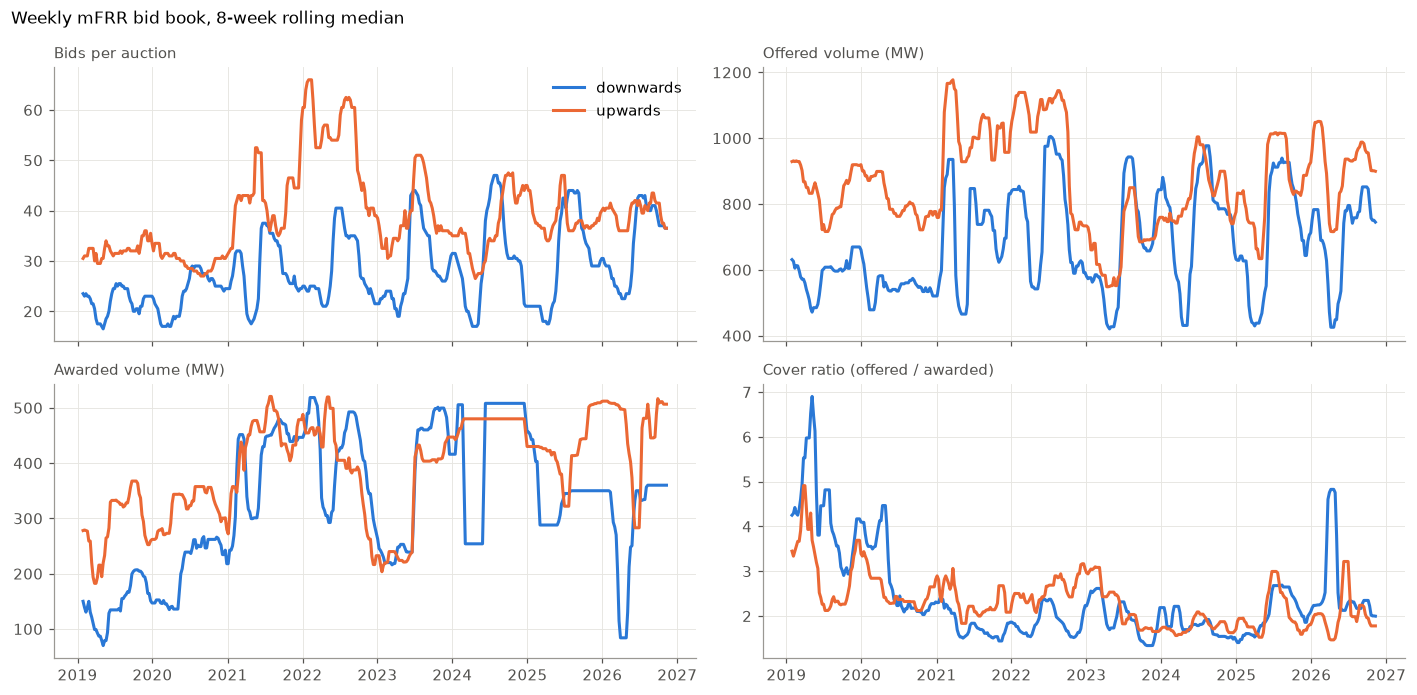 Weekly mFRR bid book, 8-week rolling median
Bids per auction
60
50
40
30
20
downwards
upwards
Offered volume (MW)
1200
1000
800
600
400
Awarded volume (MW)
500
400
300
200
100
2019 2020 2021 2022 2023 2024 2025 2026 2027
Cover ratio (offered / awarded)
7
6
5
4
3
2
2019 2020 2021 2022 2023 2024 2025 2026 2027